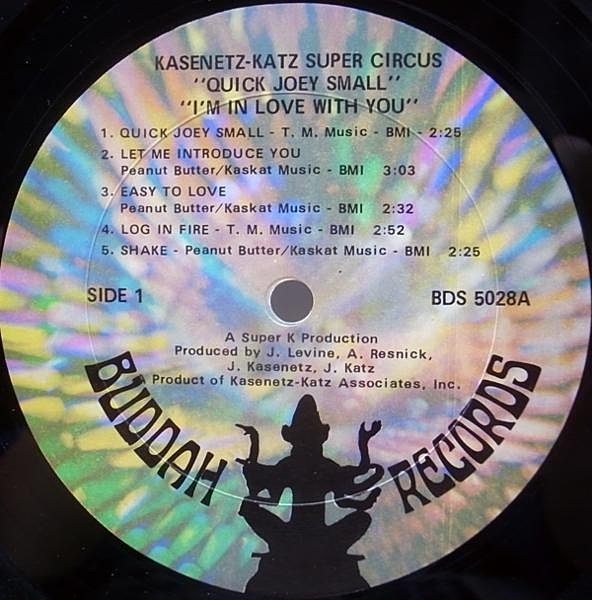 KASENETZ-KATZ SUPER CIRCUS
"QUICK JOEY SMALL"
"I'M IN LOVE WITH YOU"
1. QUICK JOEY SMALL - T. M. Music - BMI - 2:25
2. LET ME INTRODUCE YOU
Peanut Butter/Kaskat Music - BMI 3:03
3. EASY TO LOVE
Peanut Butter/Kaskat Music - BMI 2:32
4. LOG IN FIRE - T. M. Music - BMI 2:52
5. SHAKE - Peanut Butter/Kaskat Music - BMI 2:25
SIDE 1 BDS 5028A
A Super K Production
Produced by J. Levine, A. Resnick,
J. Kasenetz, J. Katz
Product of Kasenetz-Katz Associates, Inc.
BUDDAH RECORDS